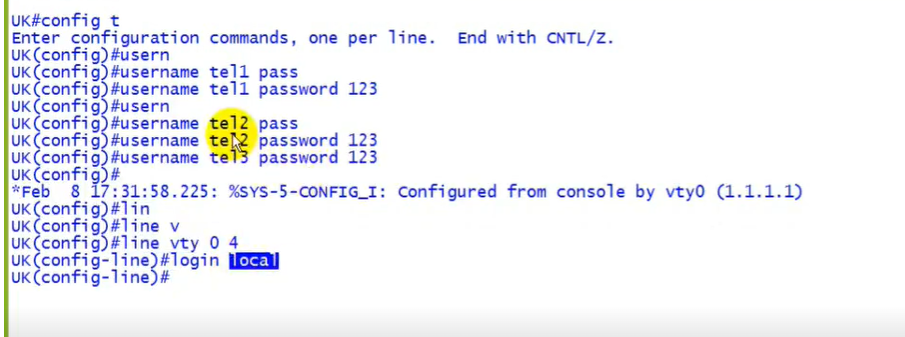 UK#config t
Enter configuration commands, one per line.  End with CNTL/Z.
UK(config)#usern
UK(config)#username tel1 pass
UK(config)#username tel1 password 123
UK(config)#usern
UK(config)#username tel2 pass
UK(config)#username tel2 password 123
UK(config)#username tel3 password 123
UK(config)#
*Feb  8 17:31:58.225: %SYS-5-CONFIG_I: Configured from console by vty0 (1.1.1.1)
UK(config)#lin
UK(config)#line v
UK(config)#line vty 0 4
UK(config-line)#login local
UK(config-line)#